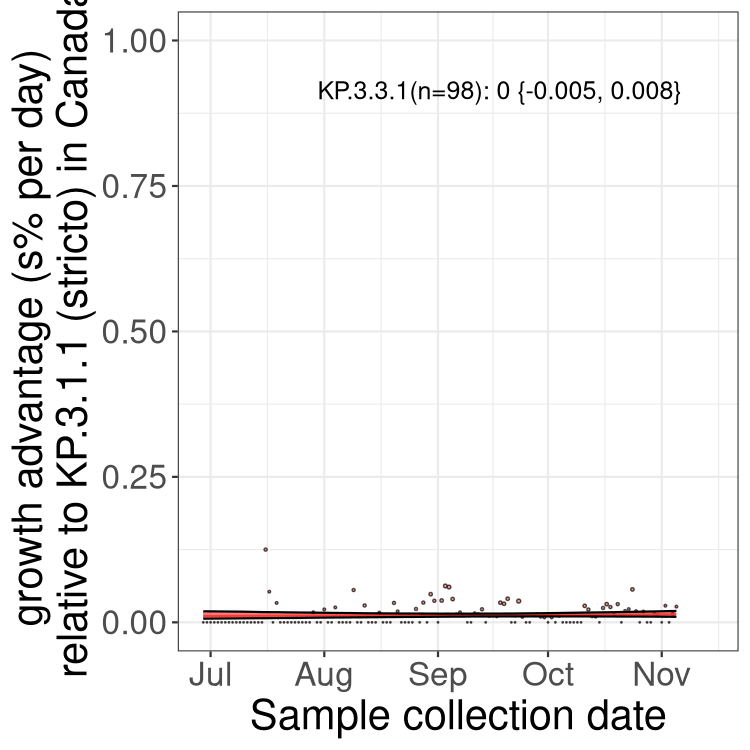 growth advantage (s% per day)
relative to KP.3.1.1 (stricto) in Canada
1.00
0.75
0.50
0.25
0.00
KP.3.3.1(n=98): 0 {-0.005, 0.008}
Jul Aug Sep Oct Nov
Sample collection date